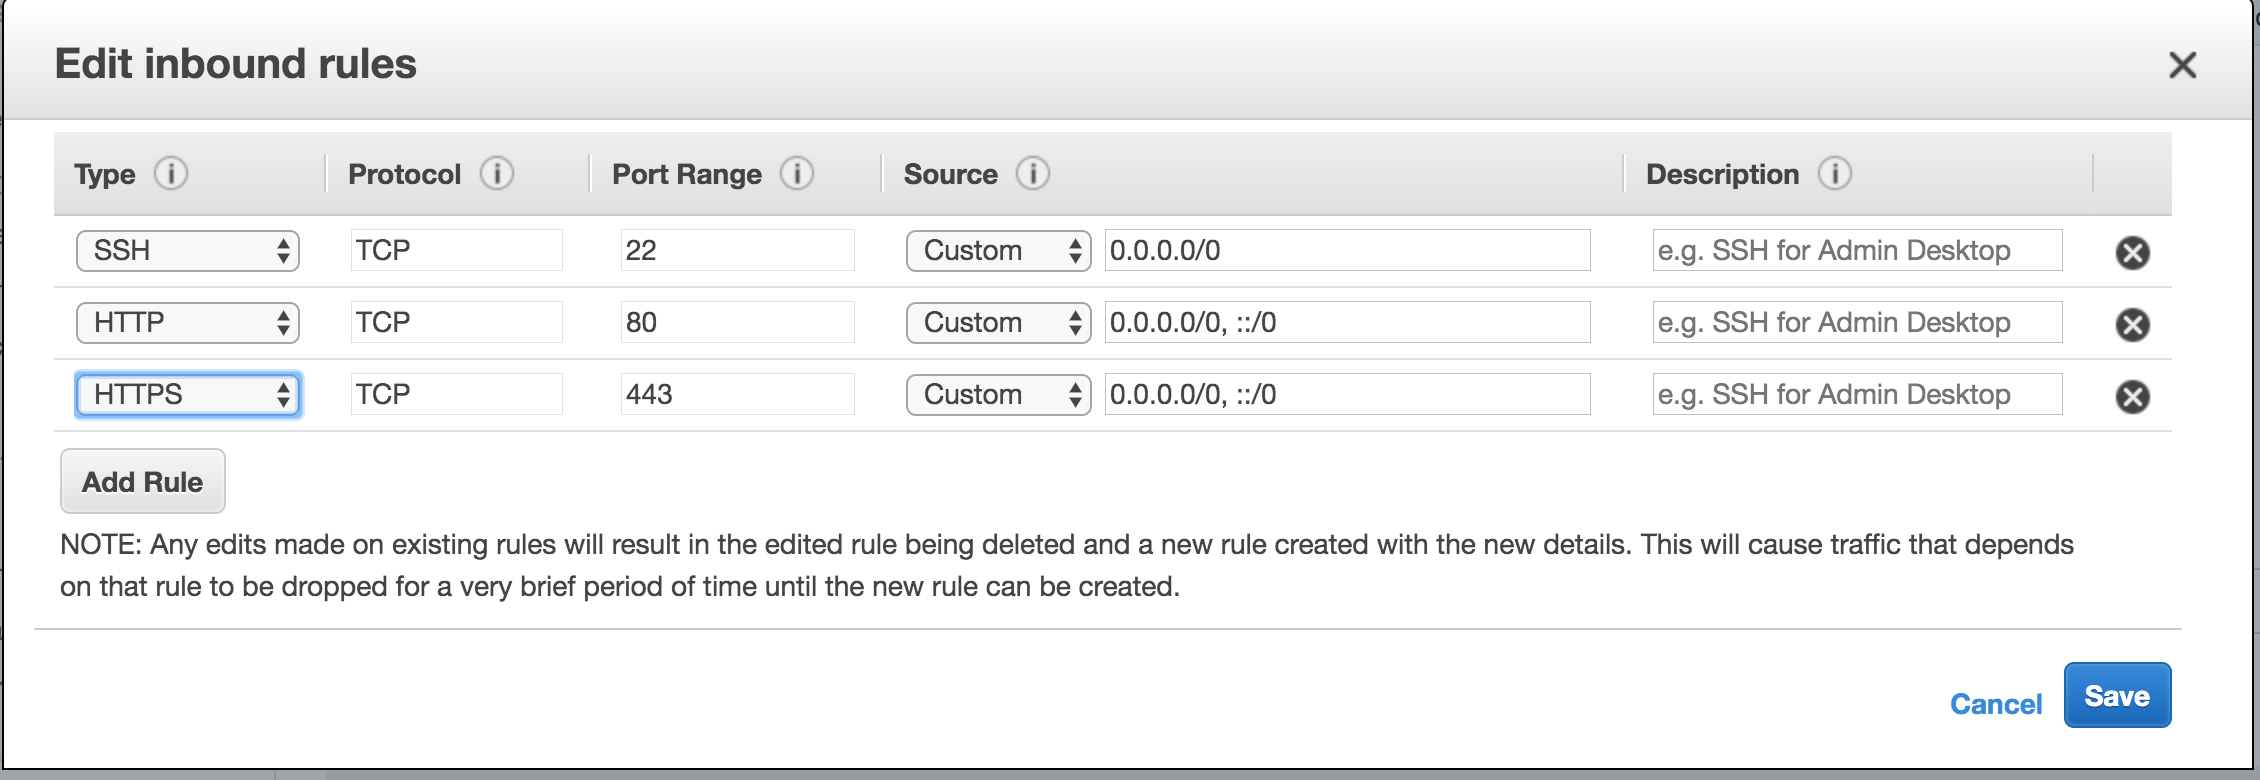 Edit inbound rules
Type Protocol Port Range Source Description
SSH TCP 22 Custom 0.0.0.0/0 e.g. SSH for Admin Desktop
HTTP TCP 80 Custom 0.0.0.0/0, ::/0 e.g. SSH for Admin Desktop
HTTPS TCP 443 Custom 0.0.0.0/0, ::/0 e.g. SSH for Admin Desktop
Add Rule
NOTE: Any edits made on existing rules will result in the edited rule being deleted and a new rule created with the new details. This will cause traffic that depends
on that rule to be dropped for a very brief period of time until the new rule can be created.
Cancel Save